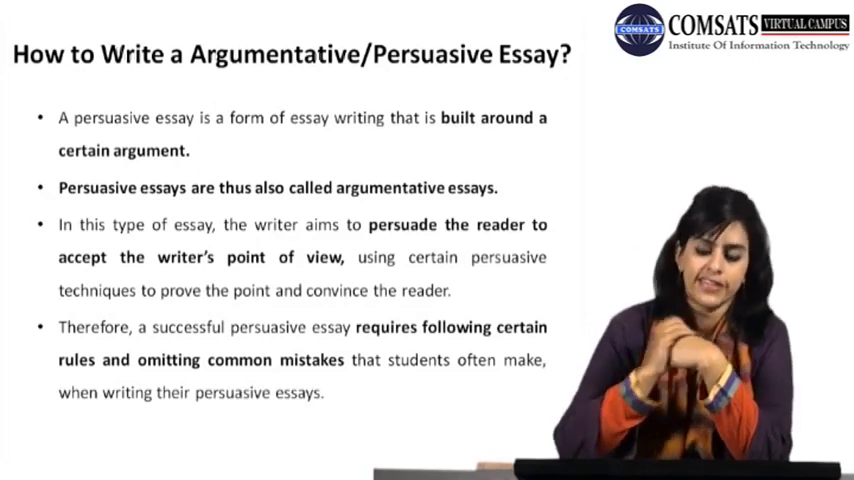 COMSATS
COMSATS VIRTUAL CAMPUS
Institute Of Information Technology
How to Write a Argumentative/Persuasive Essay?
• A persuasive essay is a form of essay writing that is built around a
certain argument.
• Persuasive essays are thus also called argumentative essays.
• In this type of essay, the writer aims to persuade the reader to
accept the writer's point of view, using certain persuasive
techniques to prove the point and convince the reader.
• Therefore, a successful persuasive essay requires following certain
rules and omitting common mistakes that students often make,
when writing their persuasive essays.